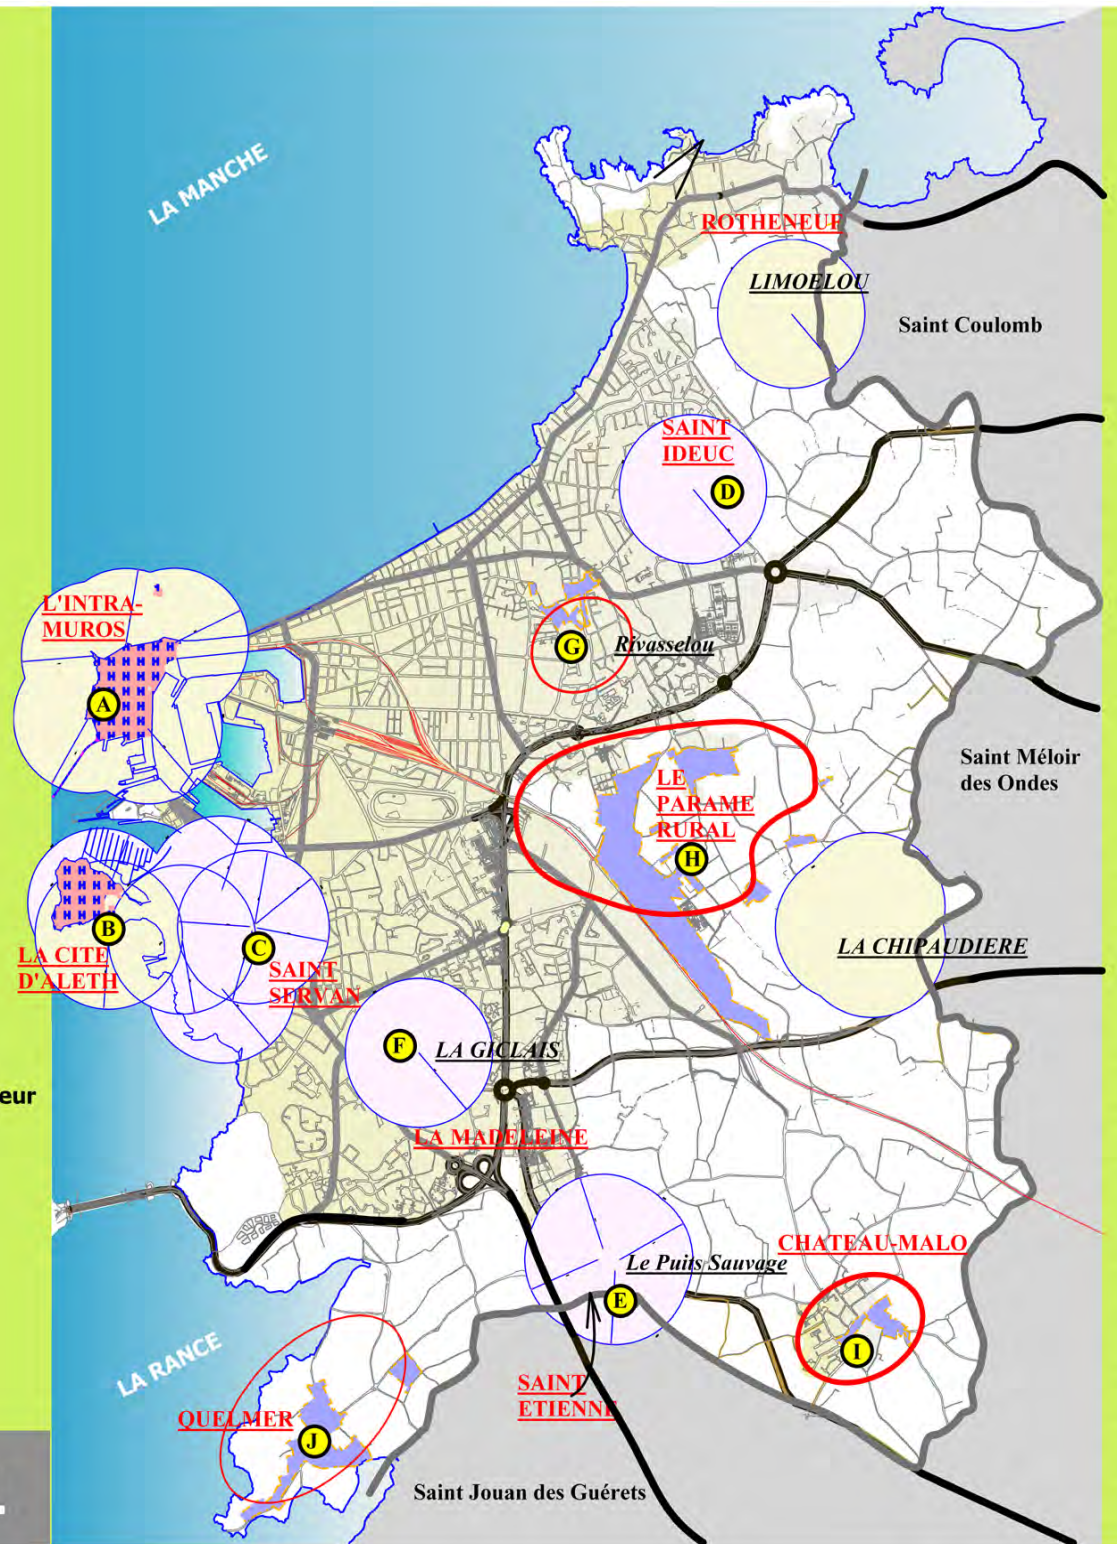 LA MANCHE
ROTHENEUF
LIMOELOU
Saint Coulomb
SAINT
IDEUC
D
L'INTRA-
MUROS
A
G
Rivasselou
Saint Méloir
des Ondes
LE
PARAME
RURAL
H
B
LA CITE
D'ALETH
C
SAINT
SERVAN
LA CHIPAUDIERE
F
LA GICLAIS
eur
LA MADELEINE
CHATEAU-MALO
Le Puits Sauvage
E
I
LA RANCE
SAINT
ETIENNE
QUELMER
J
Saint Jouan des Guérets